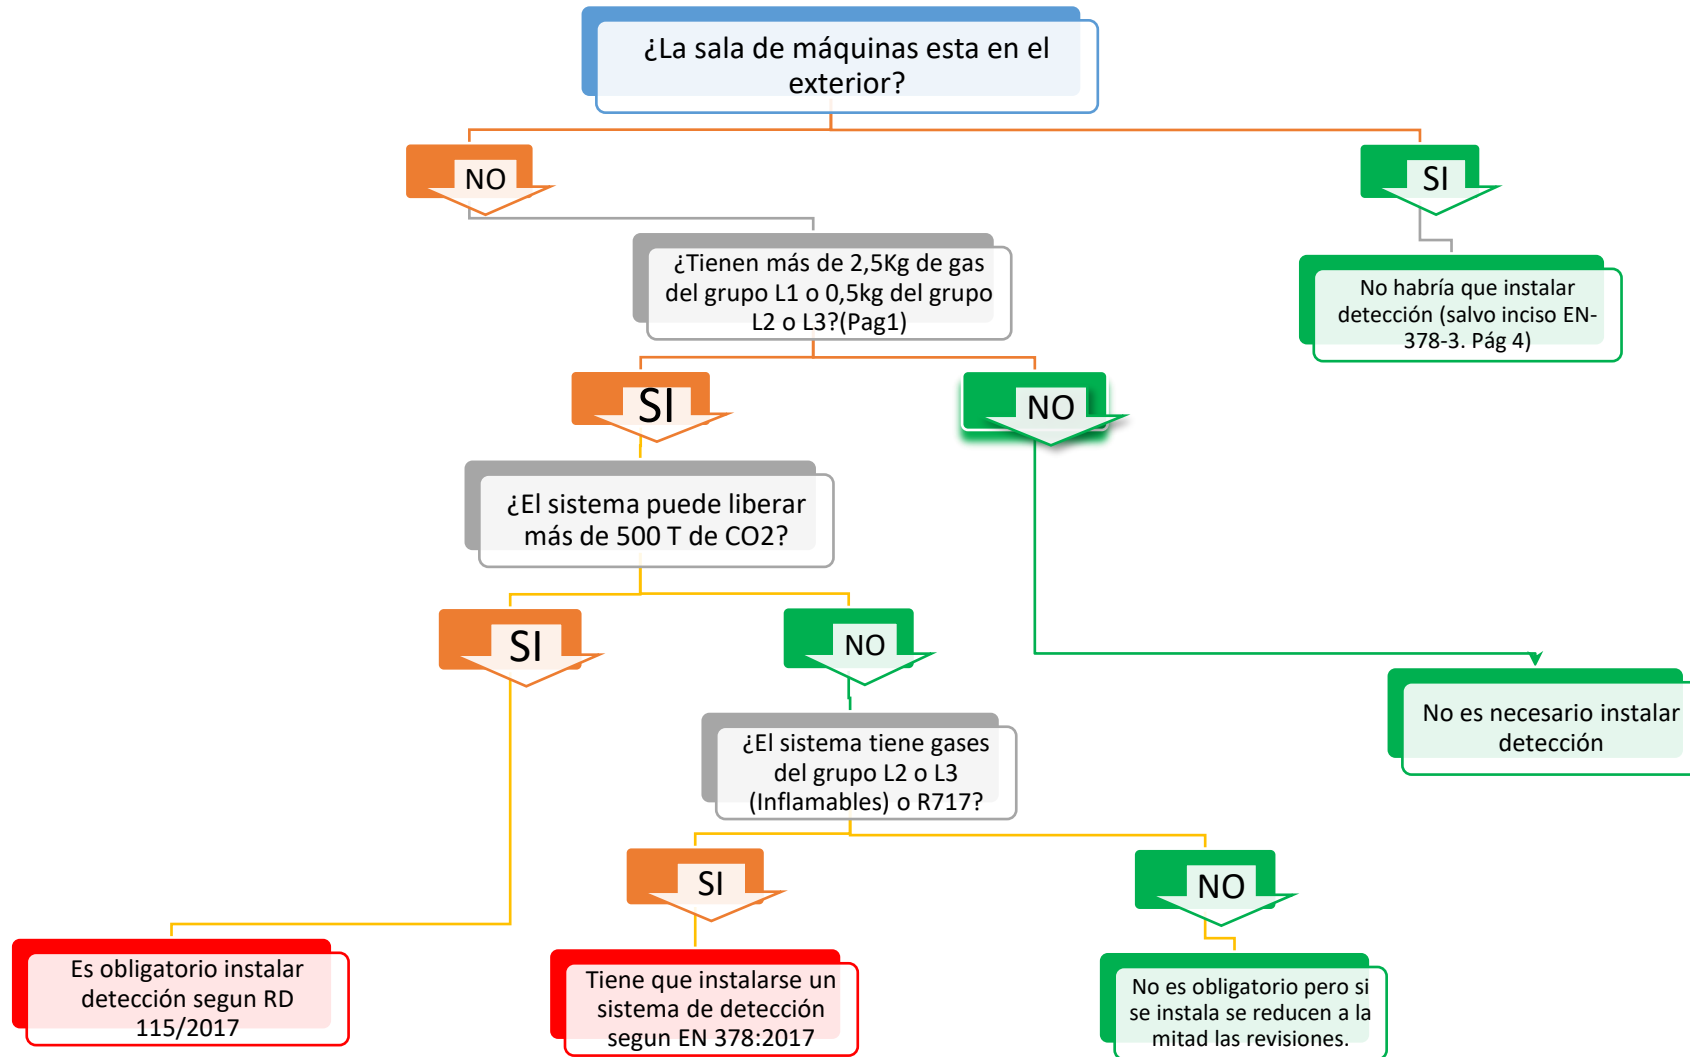 ¿La sala de máquinas esta en el
exterior?
NO
SI
¿Tienen más de 2,5Kg de gas
del grupo L1 o 0,5kg del grupo
L2 o L3?(Pag1)
No habría que instalar
detección (salvo inciso EN-
378-3. Pág 4)
SI
NO
¿El sistema puede liberar
más de 500 T de CO2?
SI
NO
No es necesario instalar
detección
¿El sistema tiene gases
del grupo L2 o L3
(Inflamables) o R717?
SI
NO
Es obligatorio instalar
detección segun RD
115/2017
Tiene que instalarse un
sistema de detección
segun EN 378:2017
No es obligatorio pero si
se instala se reducen a la
mitad las revisiones.